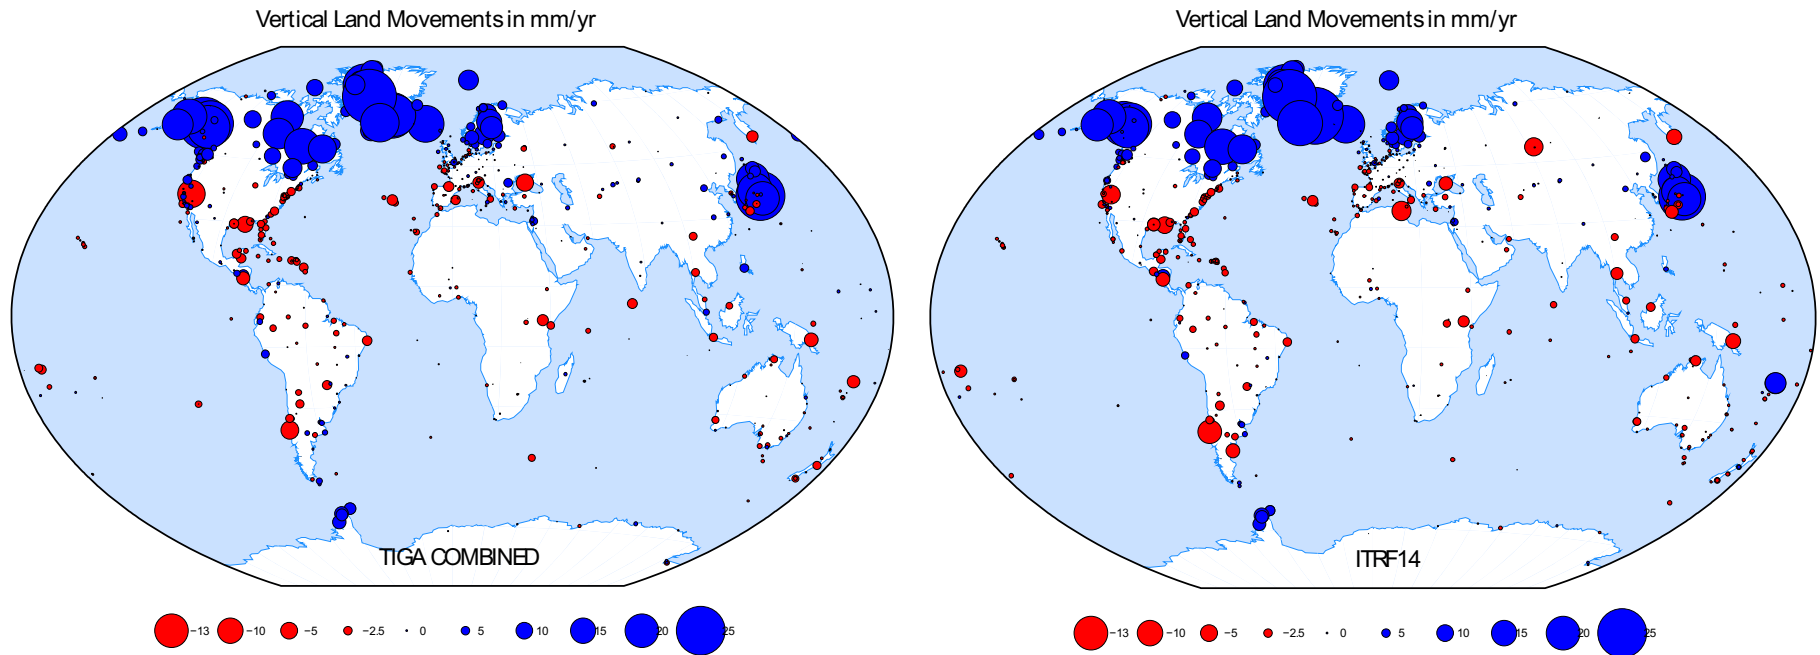 Vertical Land Movements in mm/yr
TIGA COMBINED
−13 −10 −5 −2.5 0 5 10 15 20 25
Vertical Land Movements in mm/yr
ITRF14
−13 −10 −5 −2.5 0 5 10 15 20 25